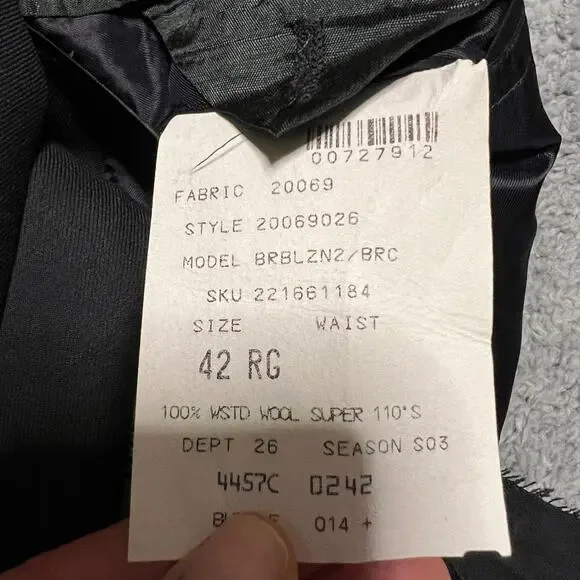 00727912
FABRIC 20069
STYLE 20069026
MODEL BRBLZN2/BRC
SKU 221661184
SIZE WAIST
42 RG
100% WSTD WOOL SUPER 110'S
DEPT 26 SEASON S03
4457C 0242
014 +